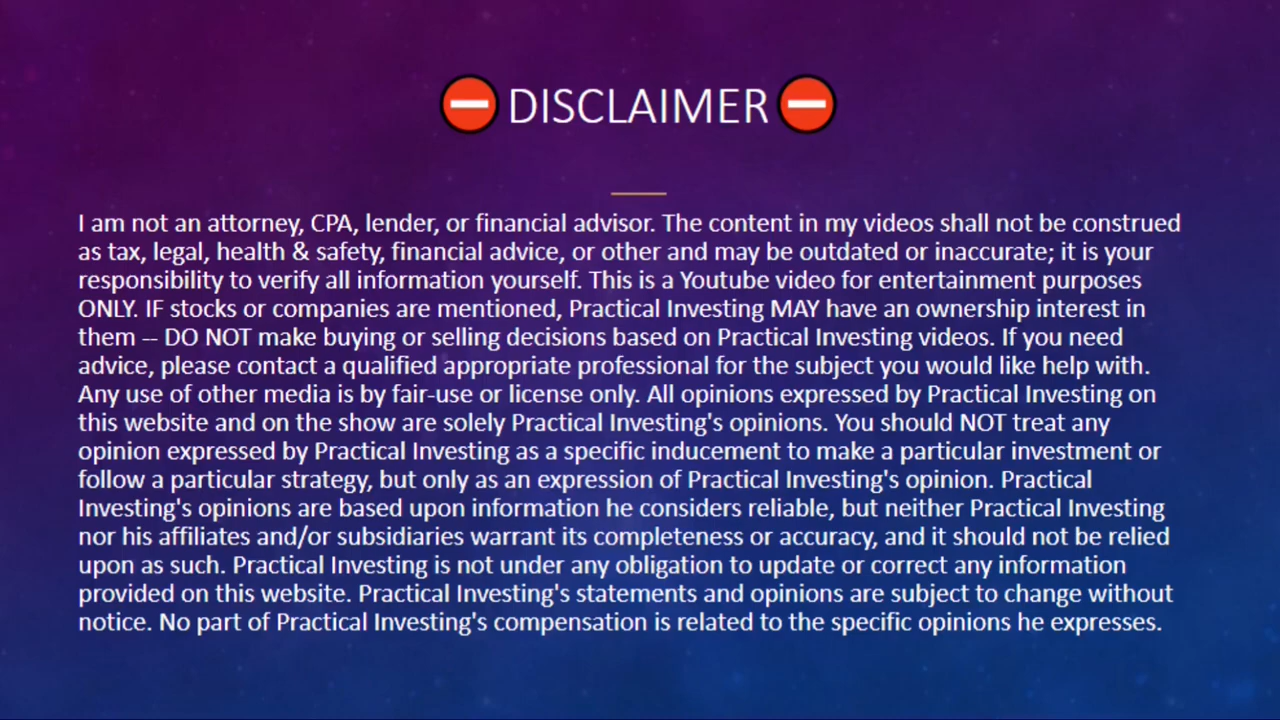 DISCLAIMER
I am not an attorney, CPA, lender, or financial advisor. The content in my videos shall not be construed
as tax, legal, health & safety, financial advice, or other and may be outdated or inaccurate; it is your
responsibility to verify all information yourself. This is a Youtube video for entertainment purposes
ONLY. IF stocks or companies are mentioned, Practical Investing MAY have an ownership interest in
them -- DO NOT make buying or selling decisions based on Practical Investing videos. If you need
advice, please contact a qualified appropriate professional for the subject you would like help with.
Any use of other media is by fair-use or license only. All opinions expressed by Practical Investing on
this website and on the show are solely Practical Investing's opinions. You should NOT treat any
opinion expressed by Practical Investing as a specific inducement to make a particular investment or
follow a particular strategy, but only as an expression of Practical Investing's opinion. Practical
Investing's opinions are based upon information he considers reliable, but neither Practical Investing
nor his affiliates and/or subsidiaries warrant its completeness or accuracy, and it should not be relied
upon as such. Practical Investing is not under any obligation to update or correct any information
provided on this website. Practical Investing's statements and opinions are subject to change without
notice. No part of Practical Investing's compensation is related to the specific opinions he expresses.